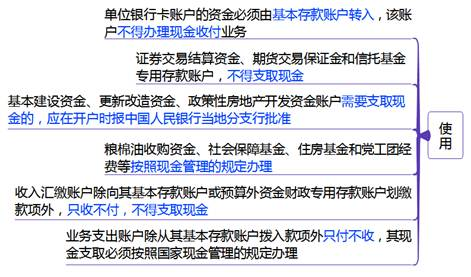 单位银行卡账户的资金必须由基本存款账户转入，该账
户不得办理现金收付业务
证券交易结算资金、期货交易保证金和信托基金
专用存款账户，不得支取现金
基本建设资金、更新改造资金、政策性房地产开发资金账户需要支取现
金的，应在开户时报中国人民银行当地分支行批准
粮棉油收购资金、社会保障基金、住房基金和党工团经
费等按照现金管理的规定办理
收入汇缴账户除向其基本存款账户或预算外资金财政专用存款账户划缴
款项外，只收不付，不得支取现金
业务支出账户除从其基本存款账户拨入款项外只付不收，其现
金支取必须按照国家现金管理的规定办理
使
用